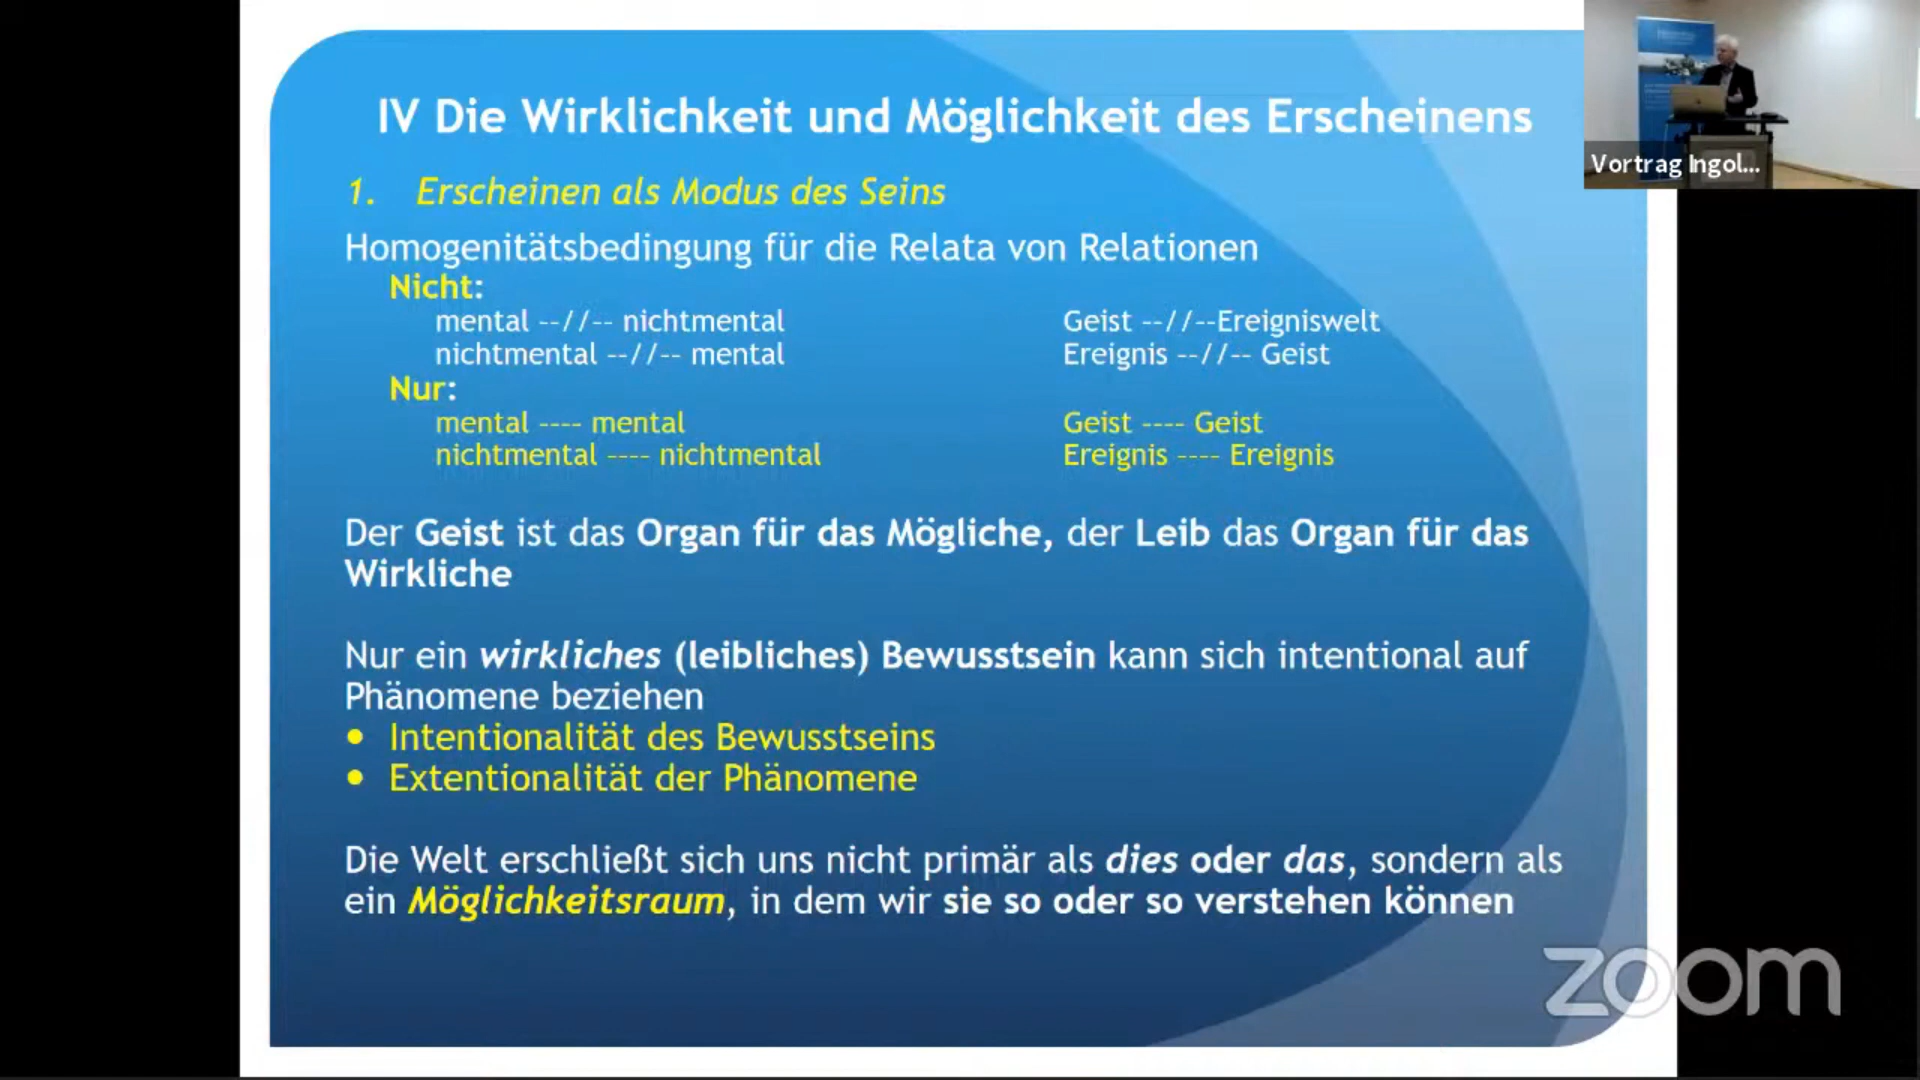 IV Die Wirklichkeit und Möglichkeit des Erscheinens
Vortrag Ingol...
1. Erscheinen als Modus des Seins
Homogenitätsbedingung für die Relata von Relationen
Nicht:
mental --//-- nichtmental
Geist --//--Ereigniswelt
nichtmental --//-- mental
Ereignis --//-- Geist
Nur:
mental ---- mental
Geist ---- Geist
nichtmental ---- nichtmental
Ereignis ---- Ereignis
Der Geist ist das Organ für das Mögliche, der Leib das Organ für das
Wirkliche
Nur ein wirkliches (leibliches) Bewusstsein kann sich intentional auf
Phänomene beziehen
• Intentionalität des Bewusstseins
• Extentionalität der Phänomene
Die Welt erschließt sich uns nicht primär als dies oder das, sondern als
ein Möglichkeitsraum, in dem wir sie so oder so verstehen können
zoom